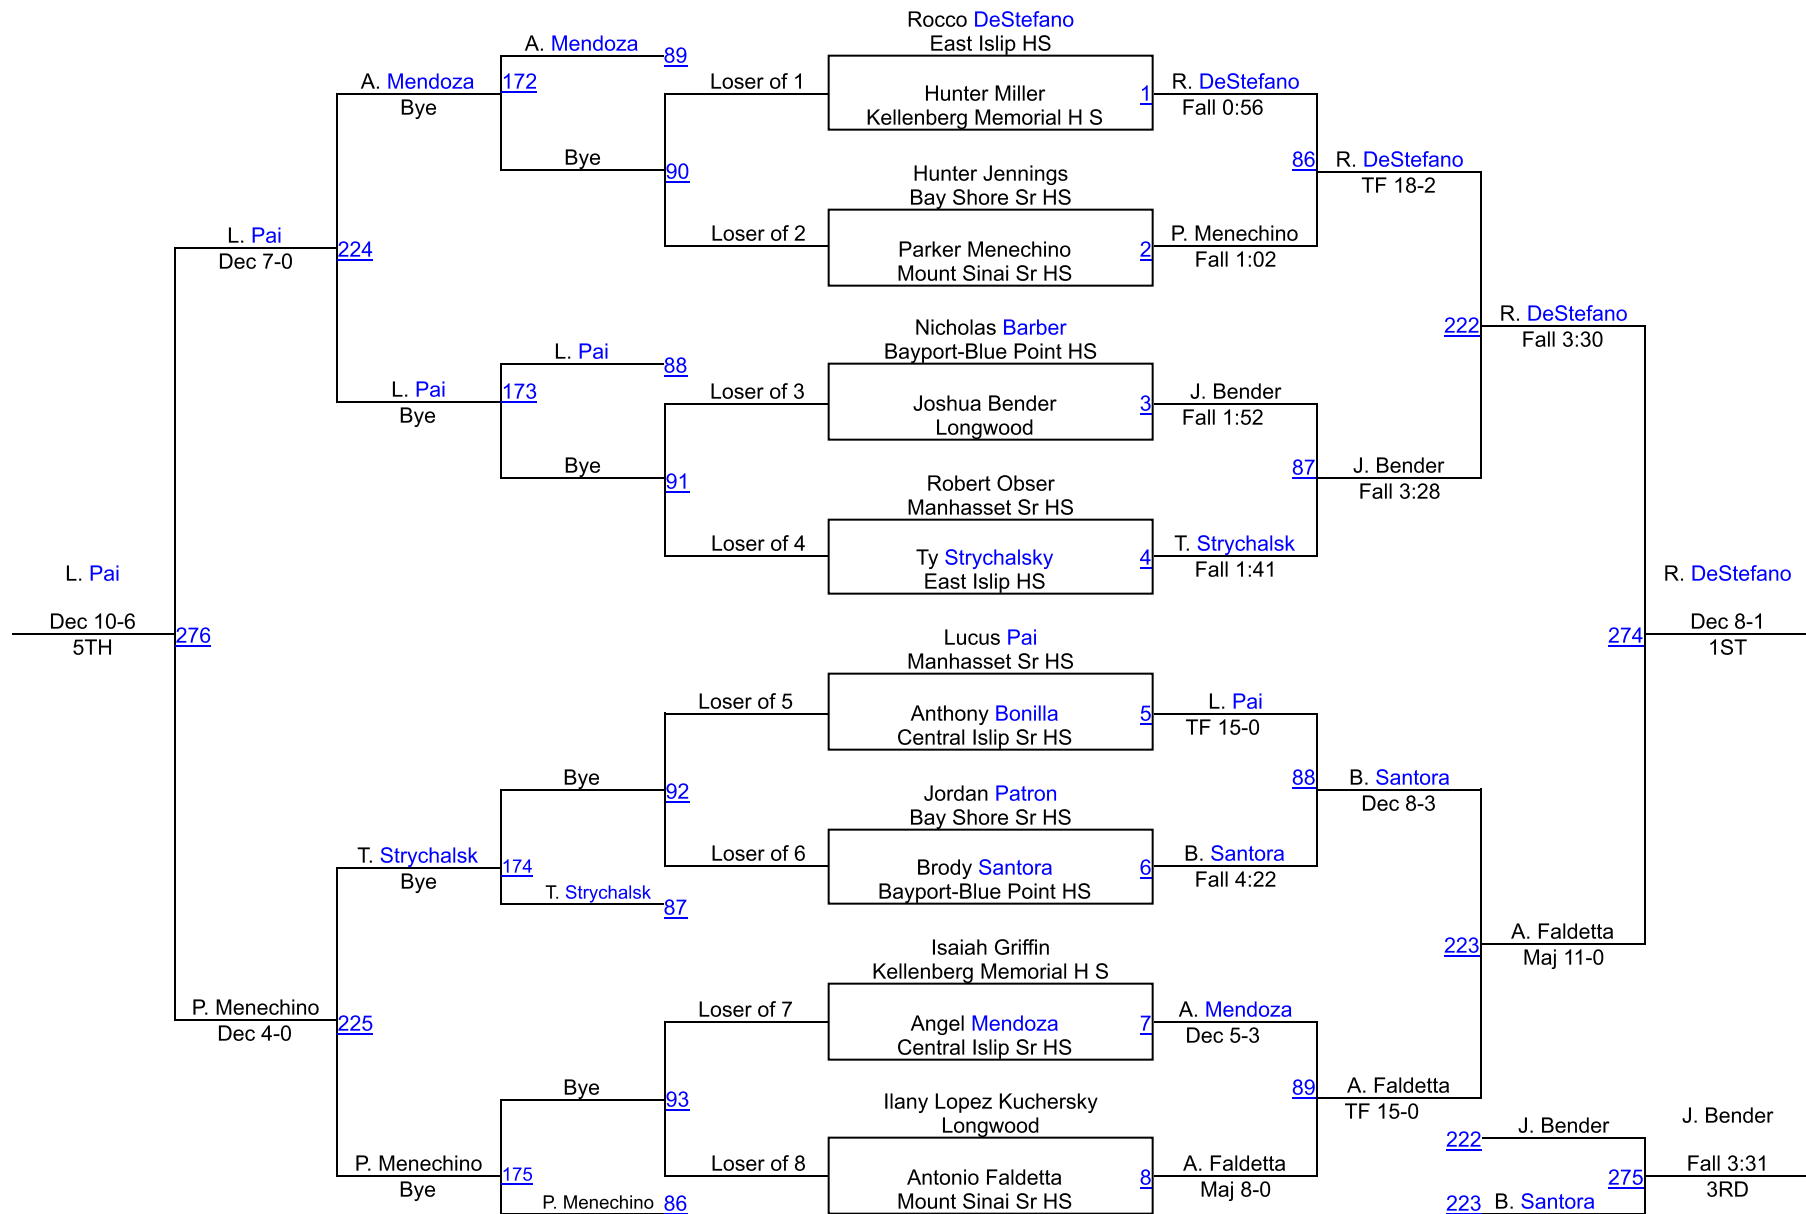 Rocco DeStefano
A. Mendoza
89
East Islip HS
A. Mendoza
172
Loser of 1
Hunter Miller
1
R. DeStefano
Bye
Kellenberg Memorial H S
Fall 0:56
Bye
90
Hunter Jennings
86
R. DeStefano
Bay Shore Sr HS
TF 18-2
L. Pai
224
Loser of 2
Parker Menechino
2
P. Menechino
Dec 7-0
Mount Sinai Sr HS
Fall 1:02
Nicholas Barber
222
R. DeStefano
L. Pai
88
Bayport-Blue Point HS
Fall 3:30
L. Pai
173
Loser of 3
Joshua Bender
3
J. Bender
Bye
Longwood
Fall 1:52
Bye
91
Robert Obser
87
J. Bender
Manhasset Sr HS
Fall 3:28
Loser of 4
Ty Strychalsky
4
T. Strychalsk
East Islip HS
Fall 1:41
L. Pai
R. DeStefano
Dec 10-6
276
Lucus Pai
274
Dec 8-1
5TH
Manhasset Sr HS
1ST
Loser of 5
Anthony Bonilla
5
L. Pai
Central Islip Sr HS
TF 15-0
Bye
92
Jordan Patron
88
B. Santora
Bay Shore Sr HS
Dec 8-3
T. Strychalsk
174
Loser of 6
Brody Santora
6
B. Santora
Bye
T. Strychalsk
87
Bayport-Blue Point HS
Fall 4:22
Isaiah Griffin
223
A. Faldetta
Kellenberg Memorial H S
Maj 11-0
P. Menechino
225
Loser of 7
Angel Mendoza
7
A. Mendoza
Dec 4-0
Central Islip Sr HS
Dec 5-3
Bye
93
Ilany Lopez Kuchersky
89
A. Faldetta
Longwood
TF 15-0
J. Bender
222
J. Bender
P. Menechino
175
Loser of 8
Antonio Faldetta
8
A. Faldetta
275
Fall 3:31
Bye
P. Menechino
86
Mount Sinai Sr HS
Maj 8-0
223
B. Santora
3RD